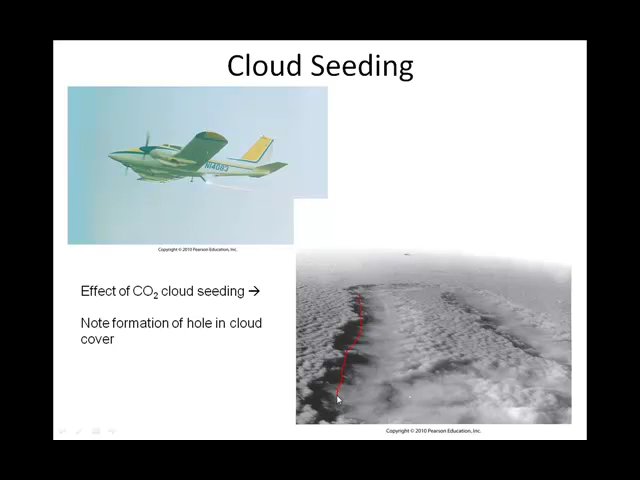 Cloud Seeding
N14083
Copyright © 2010 Pearson Education, Inc.
Effect of CO₂ cloud seeding →
Note formation of hole in cloud
cover
Copyright © 2010 Pearson Education, Inc.